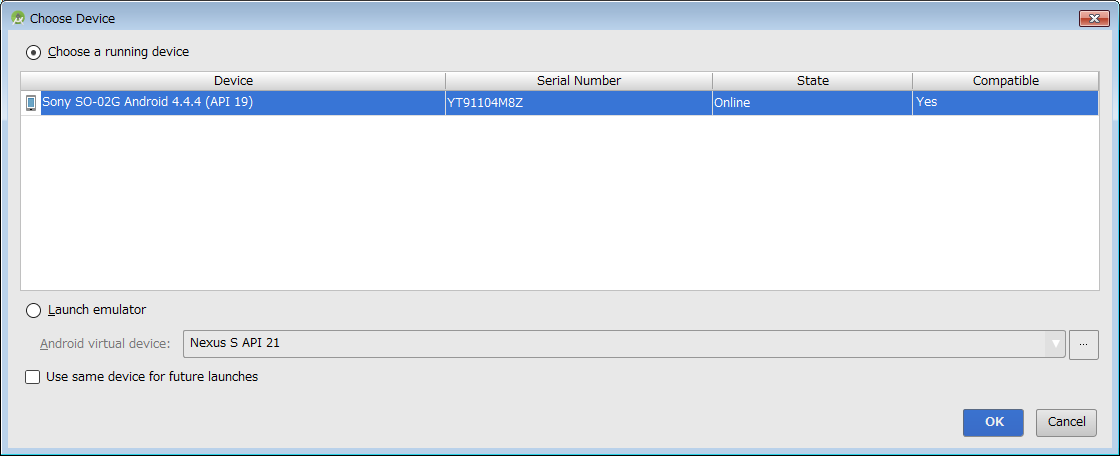 Choose Device
Choose a running device
Device Serial Number State Compatible
Sony SO-02G Android 4.4.4 (API 19) YT91104M8Z Online Yes
Launch emulator
Android virtual device: Nexus S API 21 ...
Use same device for future launches
OK Cancel